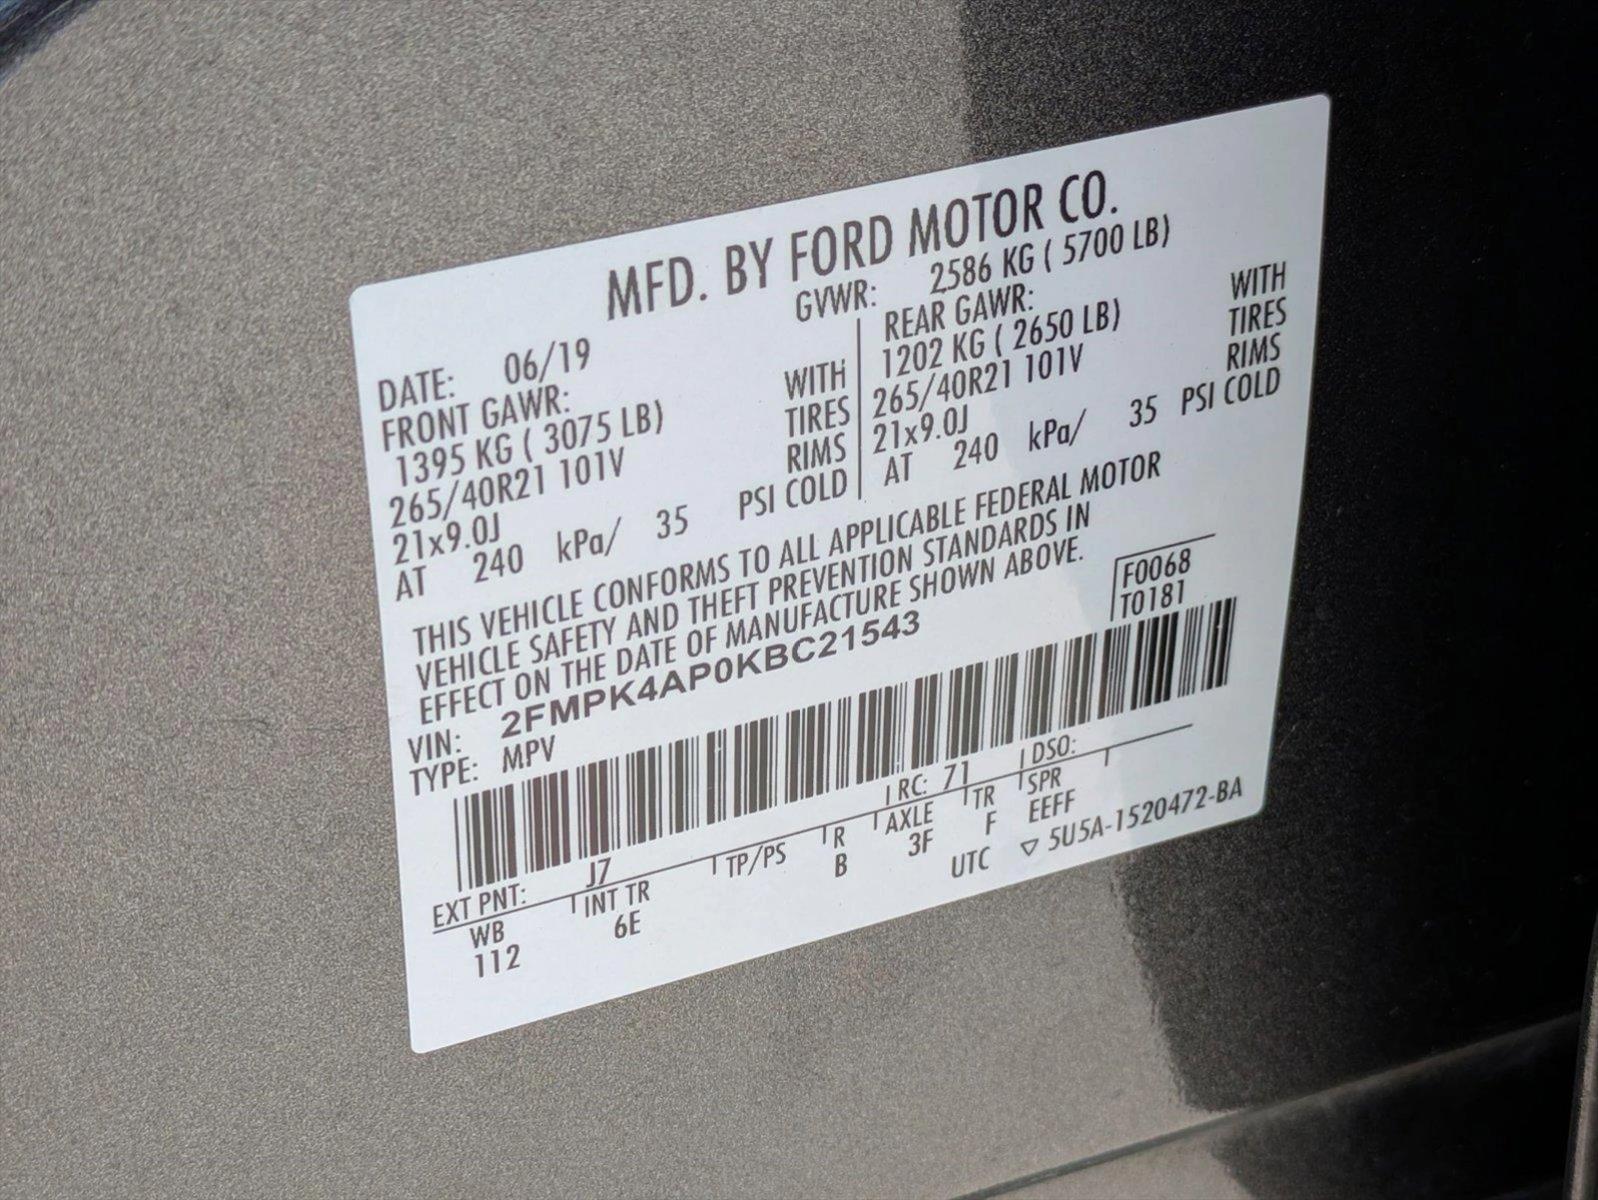 MFD. BY FORD MOTOR CO.
DATE: 06/19
GVWR: 2586 KG ( 5700 LB)
FRONT GAWR:
1395 KG ( 3075 LB) WITH
265/40R21 101V TIRES
21x9.0J RIMS
AT 240 kPa/ 35 PSI COLD
REAR GAWR:
1202 KG ( 2650 LB) WITH
265/40R21 101V TIRES
21x9.0J RIMS
AT 240 kPa/ 35 PSI COLD
THIS VEHICLE CONFORMS TO ALL APPLICABLE FEDERAL MOTOR
VEHICLE SAFETY AND THEFT PREVENTION STANDARDS IN
EFFECT ON THE DATE OF MANUFACTURE SHOWN ABOVE.
F0068
T0181
VIN: 2FMPK4AP0KBC21543
TYPE: MPV
EXT PNT: J7 RC: 71 DSO:
WB INT TR TP/PS R AXLE TR SPR
112 6E B 3F F EEFF
UTC ▽ 5U5A-1520472-BA